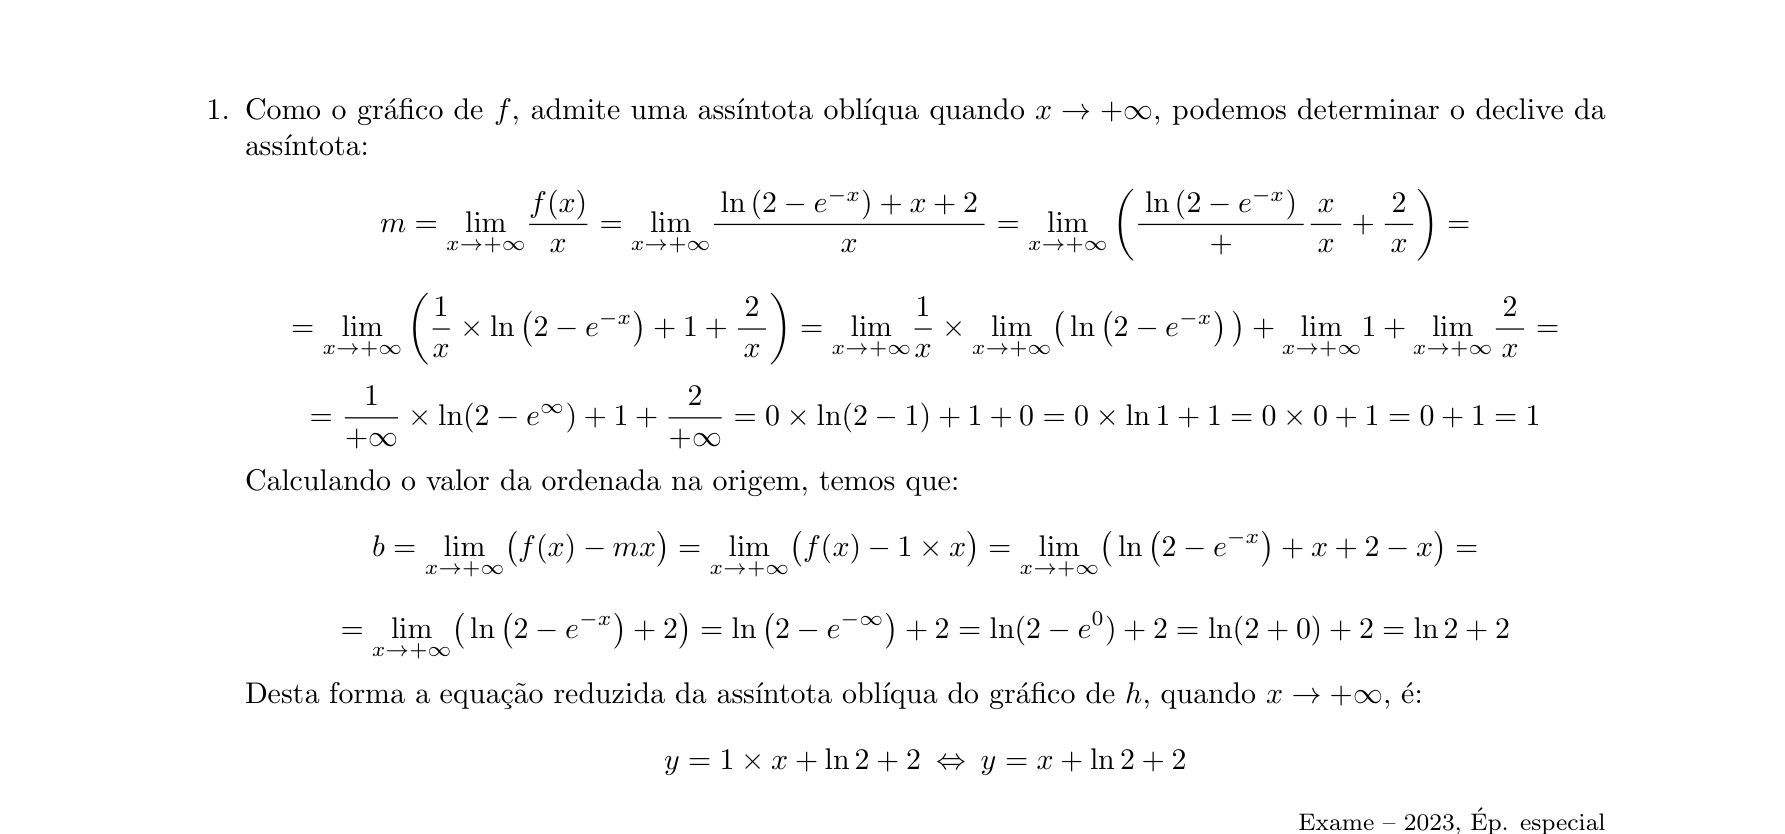 1. Como o gráfico de f, admite uma assíntota oblíqua quando x → +∞, podemos determinar o declive da
assíntota:
m = lim_{x→+∞} f(x)/x = lim_{x→+∞} (ln (2 − e^{−x}) + x + 2)/x = lim_{x→+∞} ( (ln (2 − e^{−x}))/+ x/x + 2/x ) =
= lim_{x→+∞} ( 1/x × ln (2 − e^{−x}) + 1 + 2/x ) = lim_{x→+∞} 1/x × lim_{x→+∞} ( ln (2 − e^{−x}) ) + lim_{x→+∞} 1 + lim_{x→+∞} 2/x =
= 1/+∞ × ln(2 − e^{∞}) + 1 + 2/+∞ = 0 × ln(2 − 1) + 1 + 0 = 0 × ln 1 + 1 = 0 × 0 + 1 = 0 + 1 = 1
Calculando o valor da ordenada na origem, temos que:
b = lim_{x→+∞} (f(x) − mx) = lim_{x→+∞} (f(x) − 1 × x) = lim_{x→+∞} ( ln (2 − e^{−x}) + x + 2 − x) =
= lim_{x→+∞} ( ln (2 − e^{−x}) + 2) = ln (2 − e^{−∞}) + 2 = ln(2 − e^{0}) + 2 = ln(2 + 0) + 2 = ln 2 + 2
Desta forma a equação reduzida da assíntota oblíqua do gráfico de h, quando x → +∞, é:
y = 1 × x + ln 2 + 2 ⇔ y = x + ln 2 + 2
Exame – 2023, Ép. especial